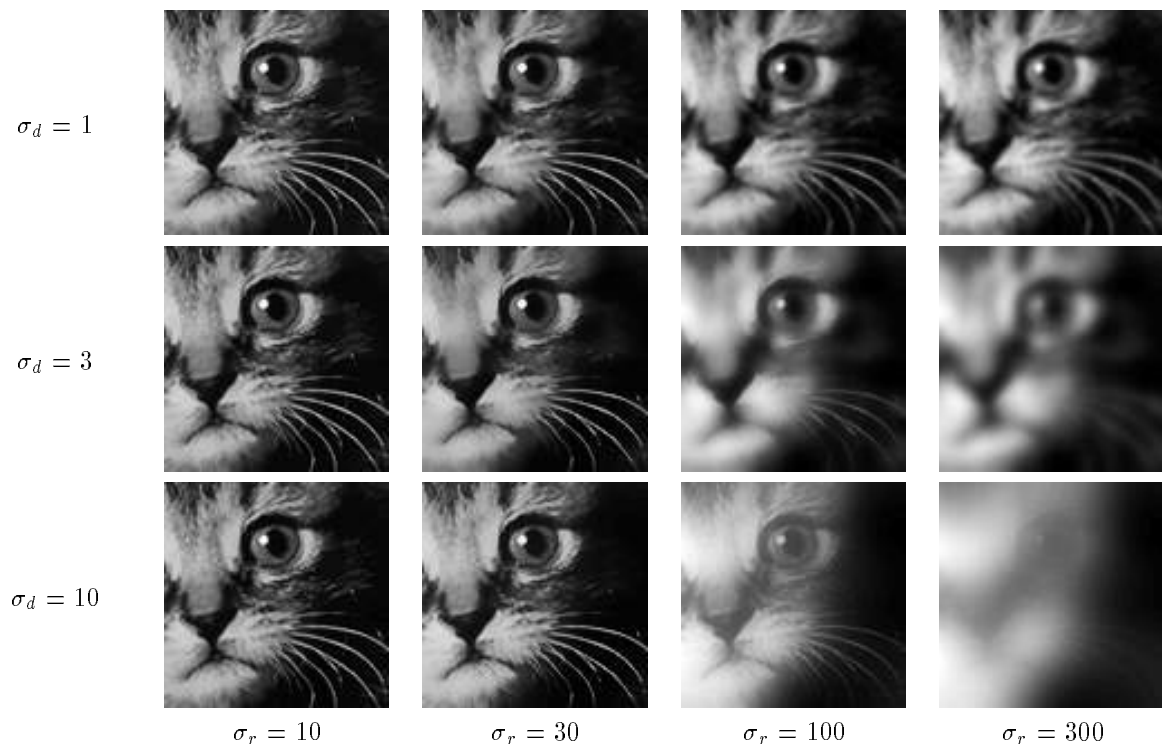 σ_d = 1
σ_d = 3
σ_d = 10
σ_r = 10
σ_r = 30
σ_r = 100
σ_r = 300